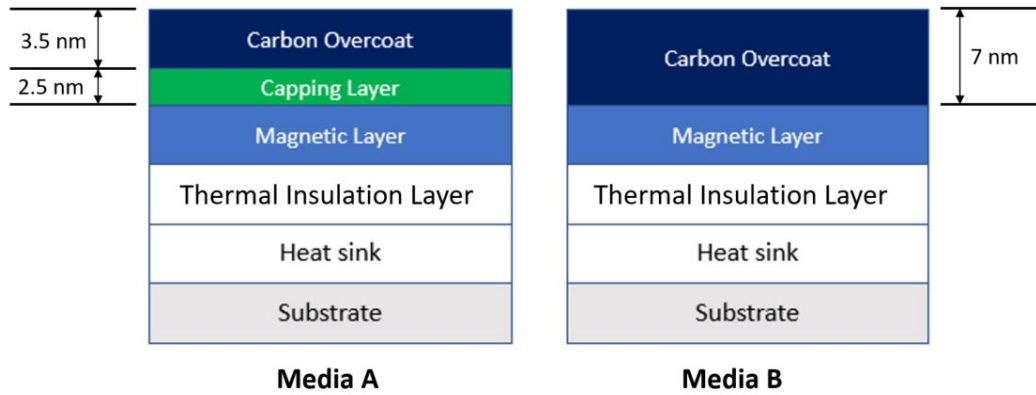 3.5 nm
2.5 nm
Carbon Overcoat
Capping Layer
Magnetic Layer
Thermal Insulation Layer
Heat sink
Substrate
Media A
Carbon Overcoat
Magnetic Layer
Thermal Insulation Layer
Heat sink
Substrate
Media B
7 nm